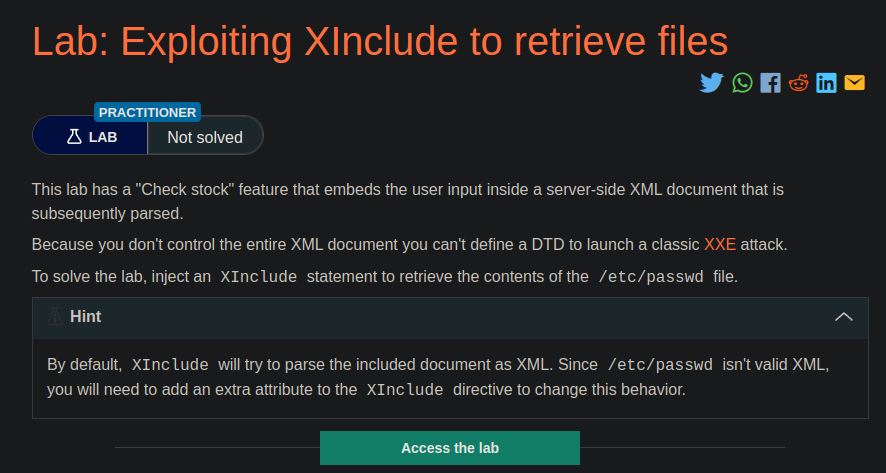 Lab: Exploiting XInclude to retrieve files
PRACTITIONER
LAB
Not solved
This lab has a "Check stock" feature that embeds the user input inside a server-side XML document that is
subsequently parsed.
Because you don't control the entire XML document you can't define a DTD to launch a classic XXE attack.
To solve the lab, inject an XInclude statement to retrieve the contents of the /etc/passwd file.
Hint
By default, XInclude will try to parse the included document as XML. Since /etc/passwd isn't valid XML,
you will need to add an extra attribute to the XInclude directive to change this behavior.
Access the lab